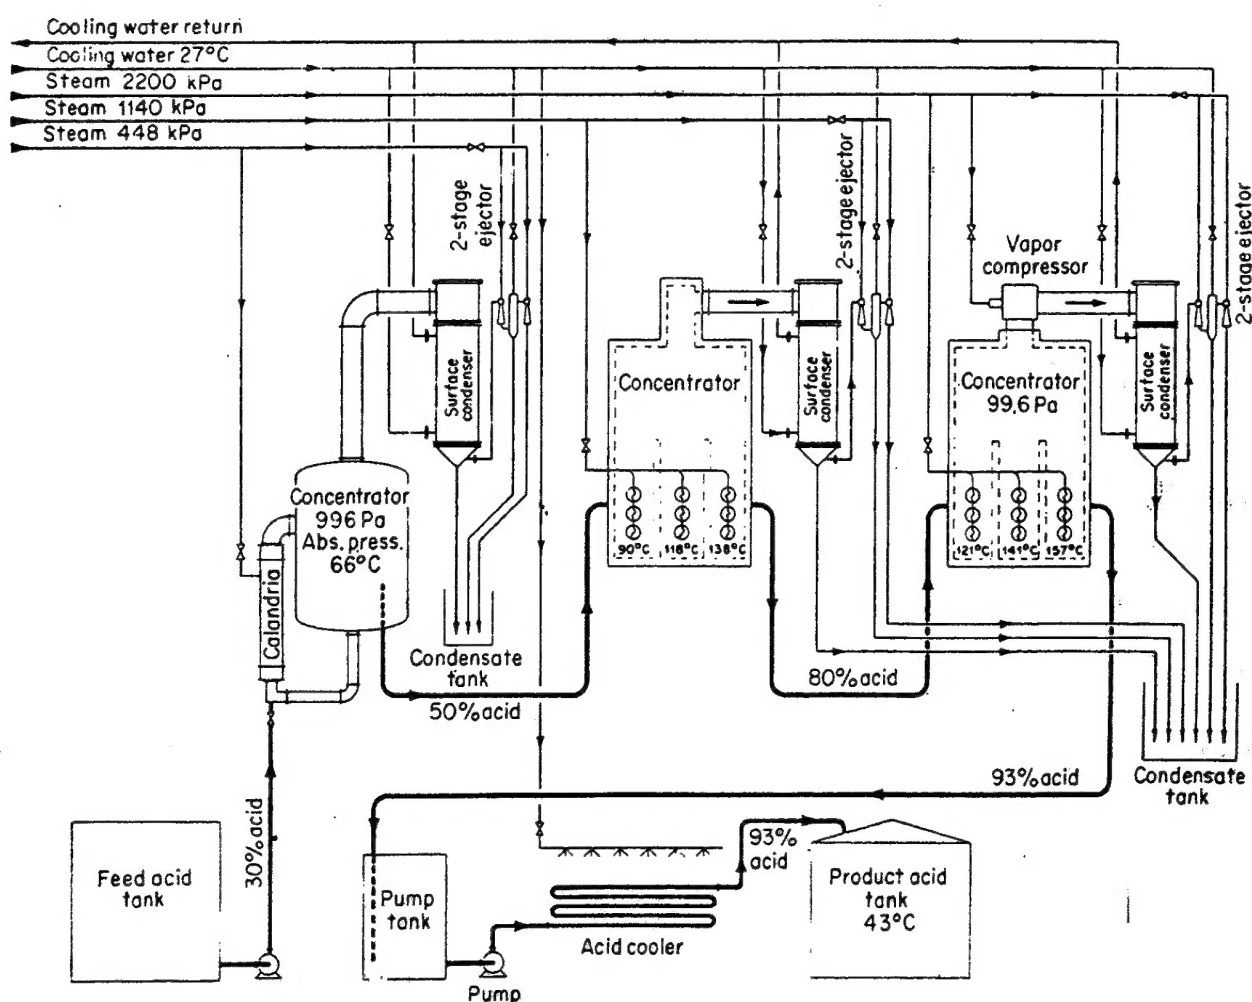 Cooling water return
Cooling water 27°C
Steam 2200 kPa
Steam 1140 kPa
Steam 448 kPa
2-stage
ejector
2-stage ejector
2-stage ejector
Vapor
compressor
Surface
condenser
Surface
condenser
Surface
condenser
Concentrator
Concentrator
99,6 Pa
Concentrator
996 Pa
Abs. press.
66°C
90°C
118°C
138°C
121°C
141°C
157°C
Calandria
Condensate
tank
50% acid
80% acid
93% acid
Condensate
tank
30% acid
Feed acid
tank
Pump
tank
Pump
Acid cooler
93%
acid
Product acid
tank
43°C